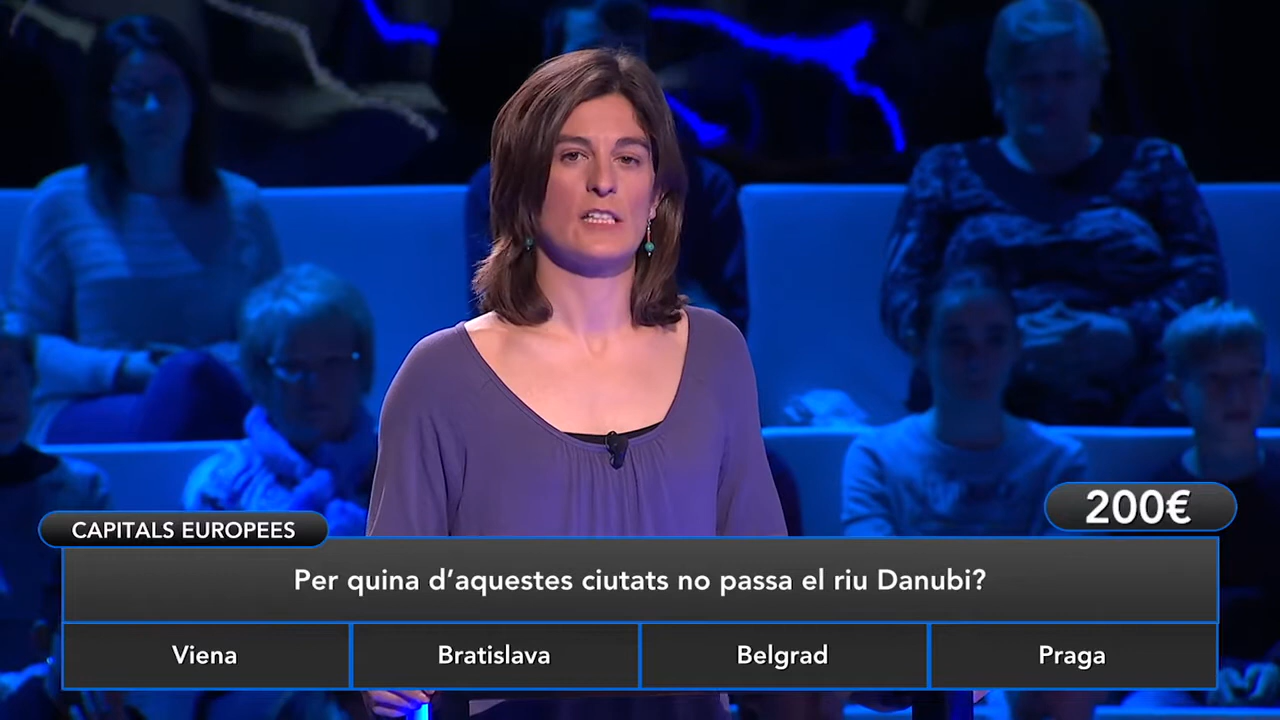 200€
CAPITALS EUROPEES
Per quina d'aquestes ciutats no passa el riu Danubi?
Viena
Bratislava
Belgrad
Praga